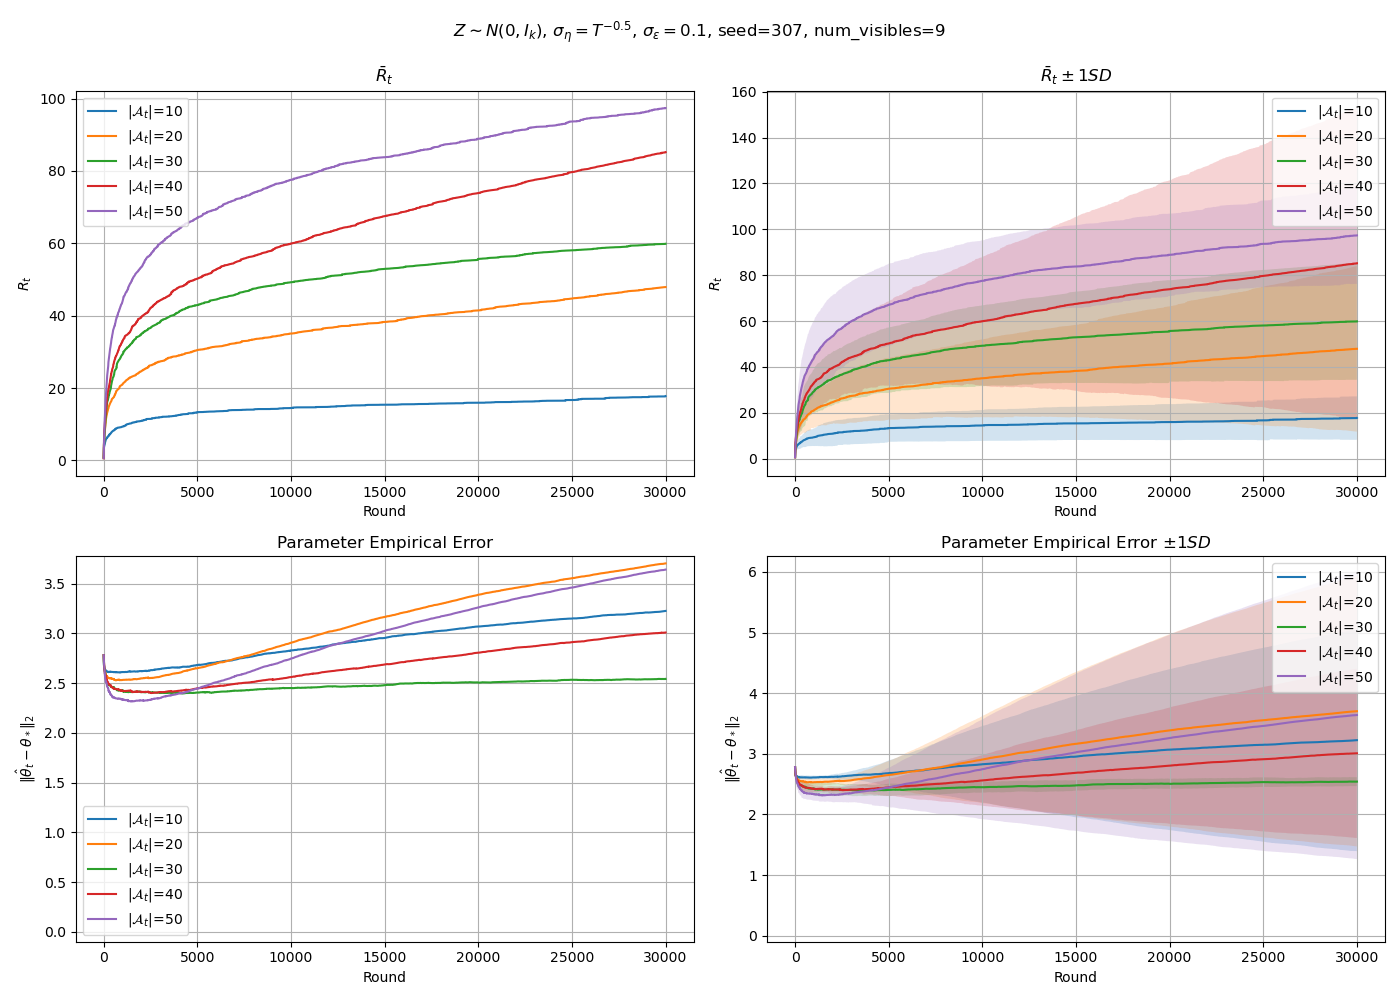 Z ∼ N(0, I_k), σ_η = T^{−0.5}, σ_ε = 0.1, seed=307, num_visibles=9
R̄_t
R_t
100
80
60
40
20
0
|𝒜_t|=10
|𝒜_t|=20
|𝒜_t|=30
|𝒜_t|=40
|𝒜_t|=50
0 5000 10000 15000 20000 25000 30000
Round
R̄_t ± 1SD
R_t
160
140
120
100
80
60
40
20
0
|𝒜_t|=10
|𝒜_t|=20
|𝒜_t|=30
|𝒜_t|=40
|𝒜_t|=50
0 5000 10000 15000 20000 25000 30000
Round
Parameter Empirical Error
‖θ̂_t − θ_*‖_2
3.5
3.0
2.5
2.0
1.5
1.0
0.5
0.0
|𝒜_t|=10
|𝒜_t|=20
|𝒜_t|=30
|𝒜_t|=40
|𝒜_t|=50
0 5000 10000 15000 20000 25000 30000
Round
Parameter Empirical Error ±1SD
‖θ̂_t − θ_*‖_2
6
5
4
3
2
1
0
|𝒜_t|=10
|𝒜_t|=20
|𝒜_t|=30
|𝒜_t|=40
|𝒜_t|=50
0 5000 10000 15000 20000 25000 30000
Round